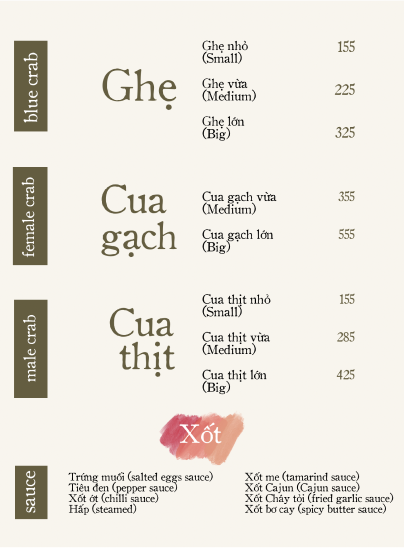 blue crab
Ghẹ
Ghẹ nhỏ 155
(Small)
Ghẹ vừa 225
(Medium)
Ghẹ lớn 325
(Big)
female crab
Cua
gạch
Cua gạch vừa 355
(Medium)
Cua gạch lớn 555
(Big)
male crab
Cua
thịt
Cua thịt nhỏ 155
(Small)
Cua thịt vừa 285
(Medium)
Cua thịt lớn 425
(Big)
Xốt
sauce
Trứng muối (salted eggs sauce)
Tiêu đen (pepper sauce)
Xốt ớt (chilli sauce)
Hấp (steamed)
Xốt me (tamarind sauce)
Xốt Cajun (Cajun sauce)
Xốt Cháy tỏi (fried garlic sauce)
Xốt bơ cay (spicy butter sauce)